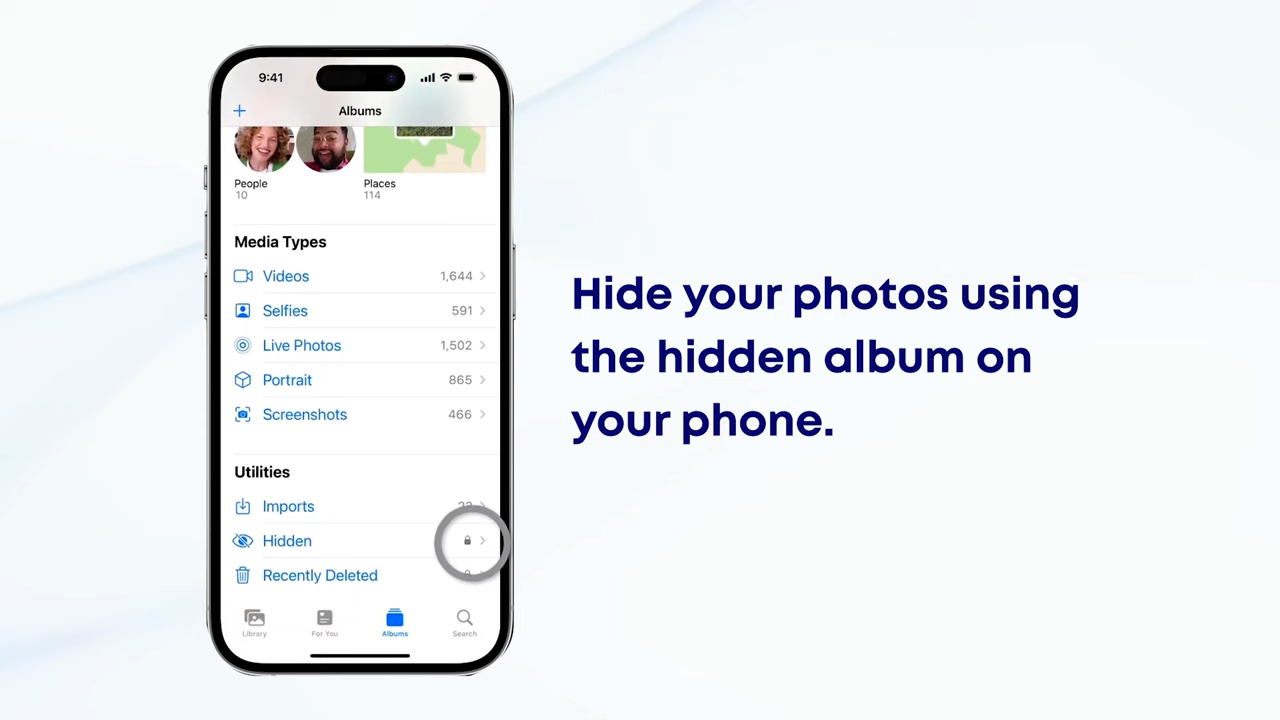 9:41
Albums
People
10
Places
114
Media Types
Videos 1,644
Selfies 591
Live Photos 1,502
Portrait 865
Screenshots 466
Utilities
Imports
Hidden
Recently Deleted
Library For You Albums Search
Hide your photos using
the hidden album on
your phone.